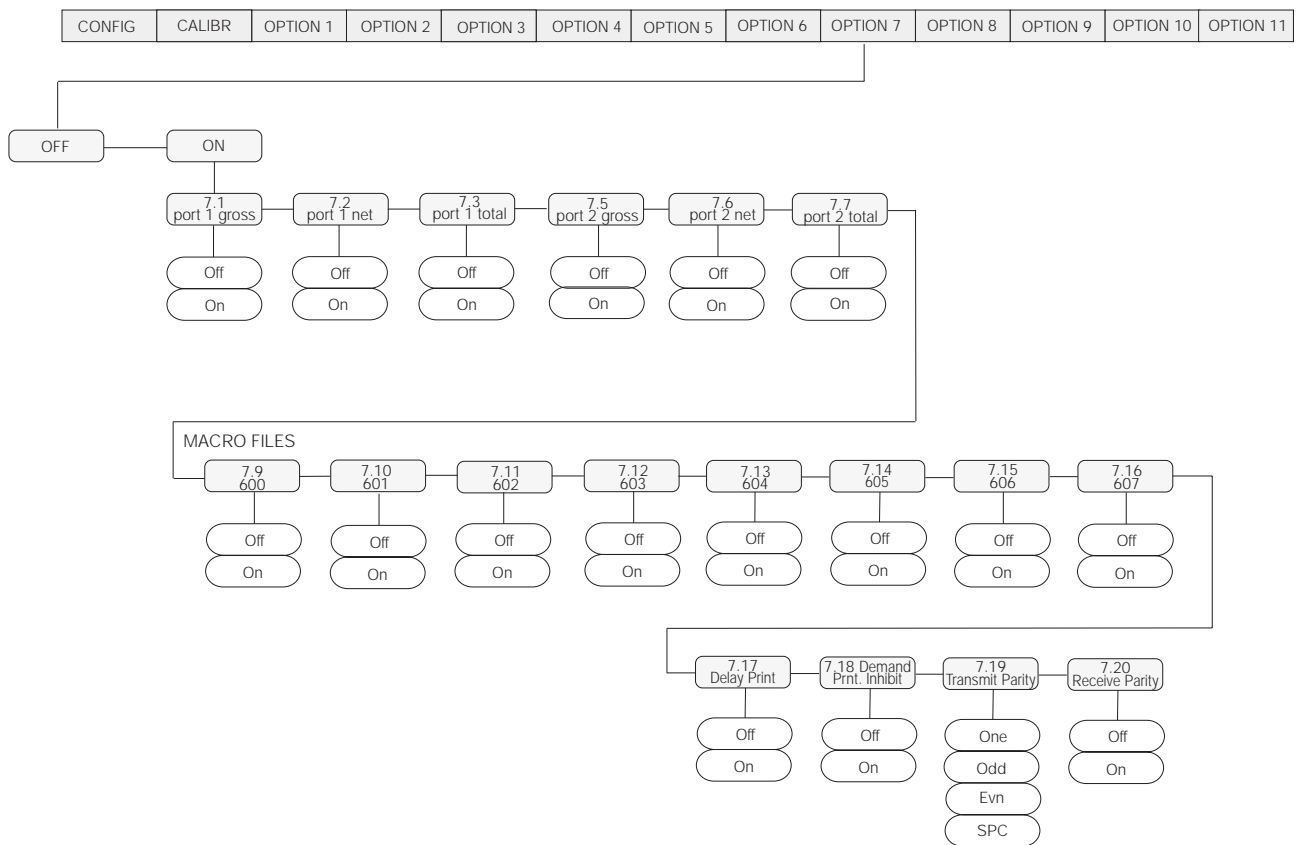 CONFIG CALIBR OPTION 1 OPTION 2 OPTION 3 OPTION 4 OPTION 5 OPTION 6 OPTION 7 OPTION 8 OPTION 9 OPTION 10 OPTION 11
OFF ON
7.1 7.2 7.3 7.5 7.6 7.7
port 1 gross port 1 net port 1 total port 2 gross port 2 net port 2 total
Off Off Off Off Off Off
On On On On On On
MACRO FILES
7.9 7.10 7.11 7.12 7.13 7.14 7.15 7.16
600 601 602 603 604 605 606 607
Off Off Off Off Off Off Off Off
On On On On On On On On
7.17 7.18 Demand 7.19 7.20
Delay Print Prnt. Inhibit Transmit Parity Receive Parity
Off Off One Off
On On Odd On
Evn
SPC